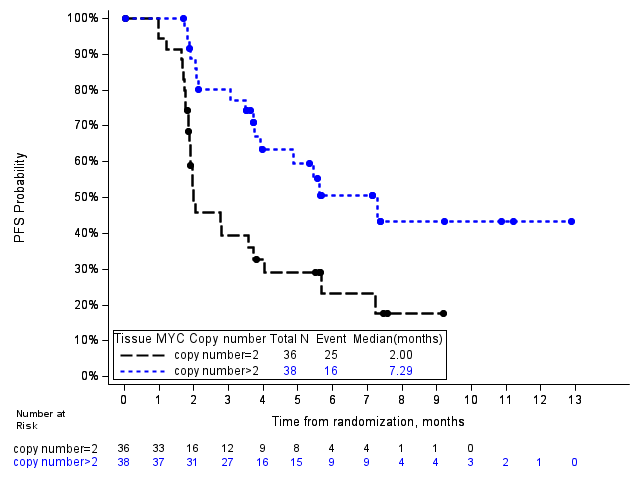 100%
90%
80%
70%
60%
50%
40%
30%
20%
10%
0%
PFS Probability
Tissue MYC Copy number Total N Event Median(months)
copy number=2 36 25 2.00
copy number>2 38 16 7.29
0 1 2 3 4 5 6 7 8 9 10 11 12 13
Time from randomization, months
Number at
Risk
copy number=2 36 33 16 12 9 8 4 4 1 1 0
copy number>2 38 37 31 27 16 15 9 9 4 4 3 2 1 0